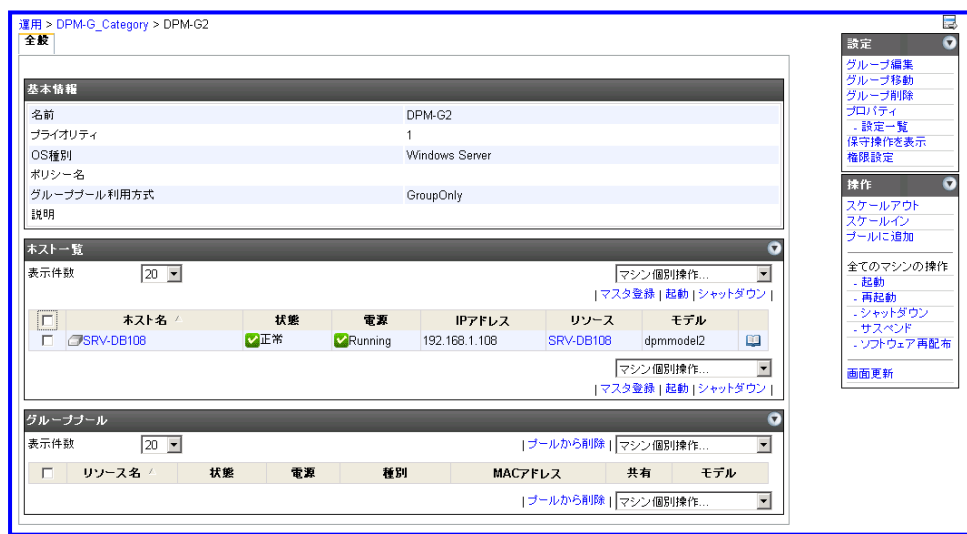 運用 > DPM-G_Category > DPM-G2
全般
基本情報
名前 DPM-G2
プライオリティ 1
OS種別 Windows Server
ポリシー名
グループプール利用方式 GroupOnly
説明
ホスト一覧
表示件数 20 マシン個別操作...
| マスタ登録 | 起動 | シャットダウン |
ホスト名 状態 電源 IPアドレス リソース モデル
SRV-DB108 正常 Running 192.168.1.108 SRV-DB108 dpmmodel2
マシン個別操作...
| マスタ登録 | 起動 | シャットダウン |
グループプール
表示件数 20 | プールから削除 | マシン個別操作...
リソース名 状態 電源 種別 MACアドレス 共有 モデル
| プールから削除 | マシン個別操作...
設定
グループ編集
グループ移動
グループ削除
プロパティ
- 設定一覧
保守操作を表示
権限設定
操作
スケールアウト
スケールイン
プールに追加
全てのマシンの操作
- 起動
- 再起動
- シャットダウン
- サスペンド
- ソフトウェア再配布
画面更新